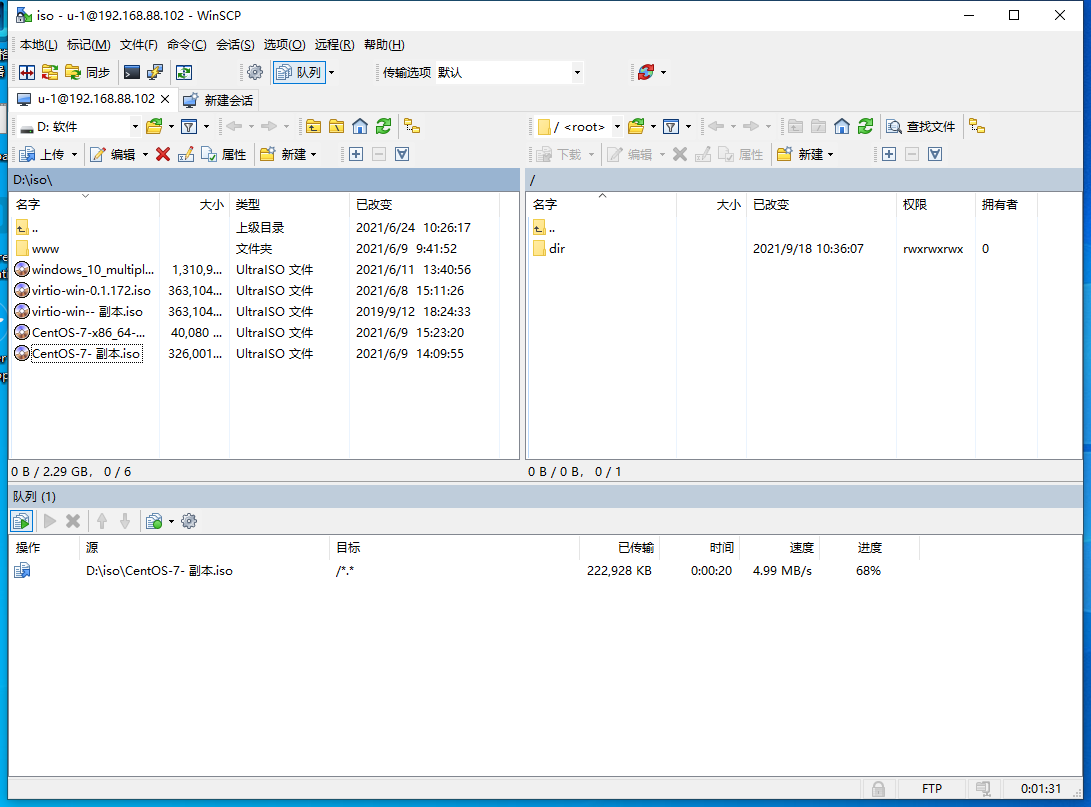 iso - u-1@192.168.88.102 - WinSCP
本地(L) 标记(M) 文件(F) 命令(C) 会话(S) 选项(O) 远程(R) 帮助(H)
同步 队列 传输选项 默认
u-1@192.168.88.102 新建会话
D: 软件
/ <root> 查找文件
上传 编辑 属性 新建
下载 编辑 属性 新建
D:\iso\
/
名字 大小 类型 已改变
.. 上级目录 2021/6/24 10:26:17
www 文件夹 2021/6/9 9:41:52
windows_10_multipl... 1,310,9... UltraISO 文件 2021/6/11 13:40:56
virtio-win-0.1.172.iso 363,104... UltraISO 文件 2021/6/8 15:11:26
virtio-win-- 副本.iso 363,104... UltraISO 文件 2019/9/12 18:24:33
CentOS-7-x86_64-... 40,080 ... UltraISO 文件 2021/6/9 15:23:20
CentOS-7- 副本.iso 326,001... UltraISO 文件 2021/6/9 14:09:55
名字 大小 已改变 权限 拥有者
..
dir 2021/9/18 10:36:07 rwxrwxrwx 0
0 B / 2.29 GB， 0 / 6
0 B / 0 B， 0 / 1
队列 (1)
操作 源 目标 已传输 时间 速度 进度
D:\iso\CentOS-7- 副本.iso /*.* 222,928 KB 0:00:20 4.99 MB/s 68%
FTP 0:01:31